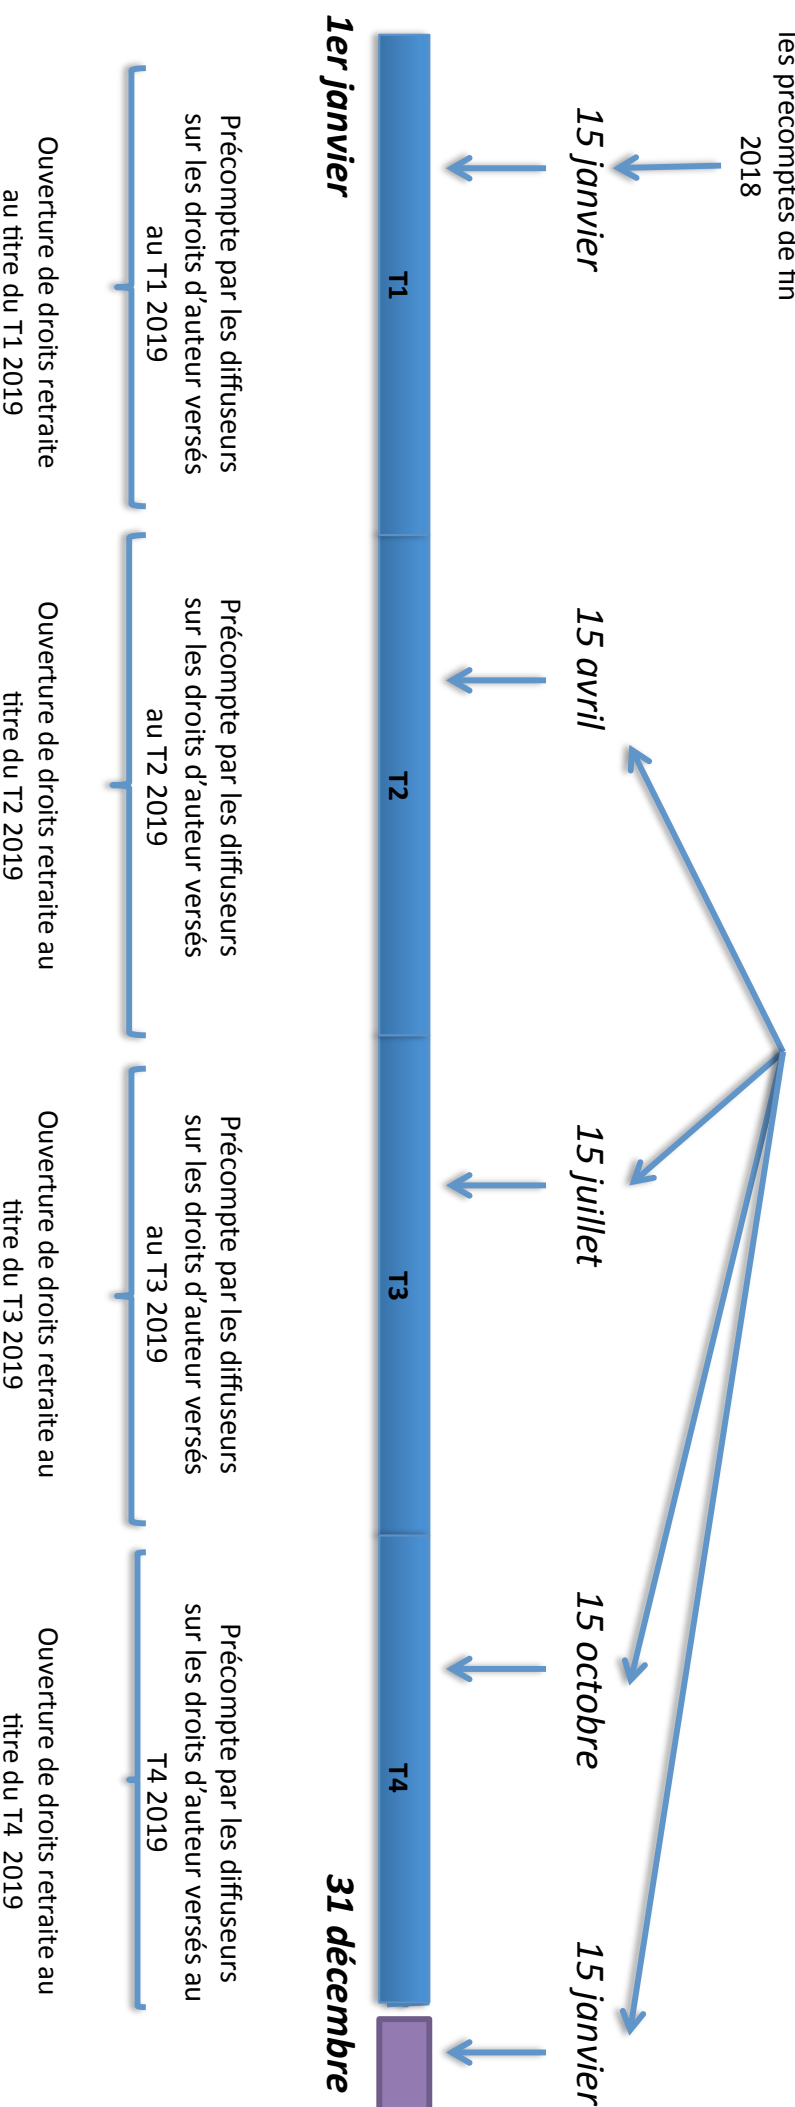 les precomptes de fin
2018
15 janvier
15 avril
15 juillet
15 octobre
15 janvier
T1
T2
T3
T4
1er janvier
31 décembre
Précompte par les diffuseurs
sur les droits d'auteur versés
au T1 2019
Précompte par les diffuseurs
sur les droits d'auteur versés
au T2 2019
Précompte par les diffuseurs
sur les droits d'auteur versés
au T3 2019
Précompte par les diffuseurs
sur les droits d'auteur versés au
T4 2019
Ouverture de droits retraite
au titre du T1 2019
Ouverture de droits retraite au
titre du T2 2019
Ouverture de droits retraite au
titre du T3 2019
Ouverture de droits retraite au
titre du T4 2019